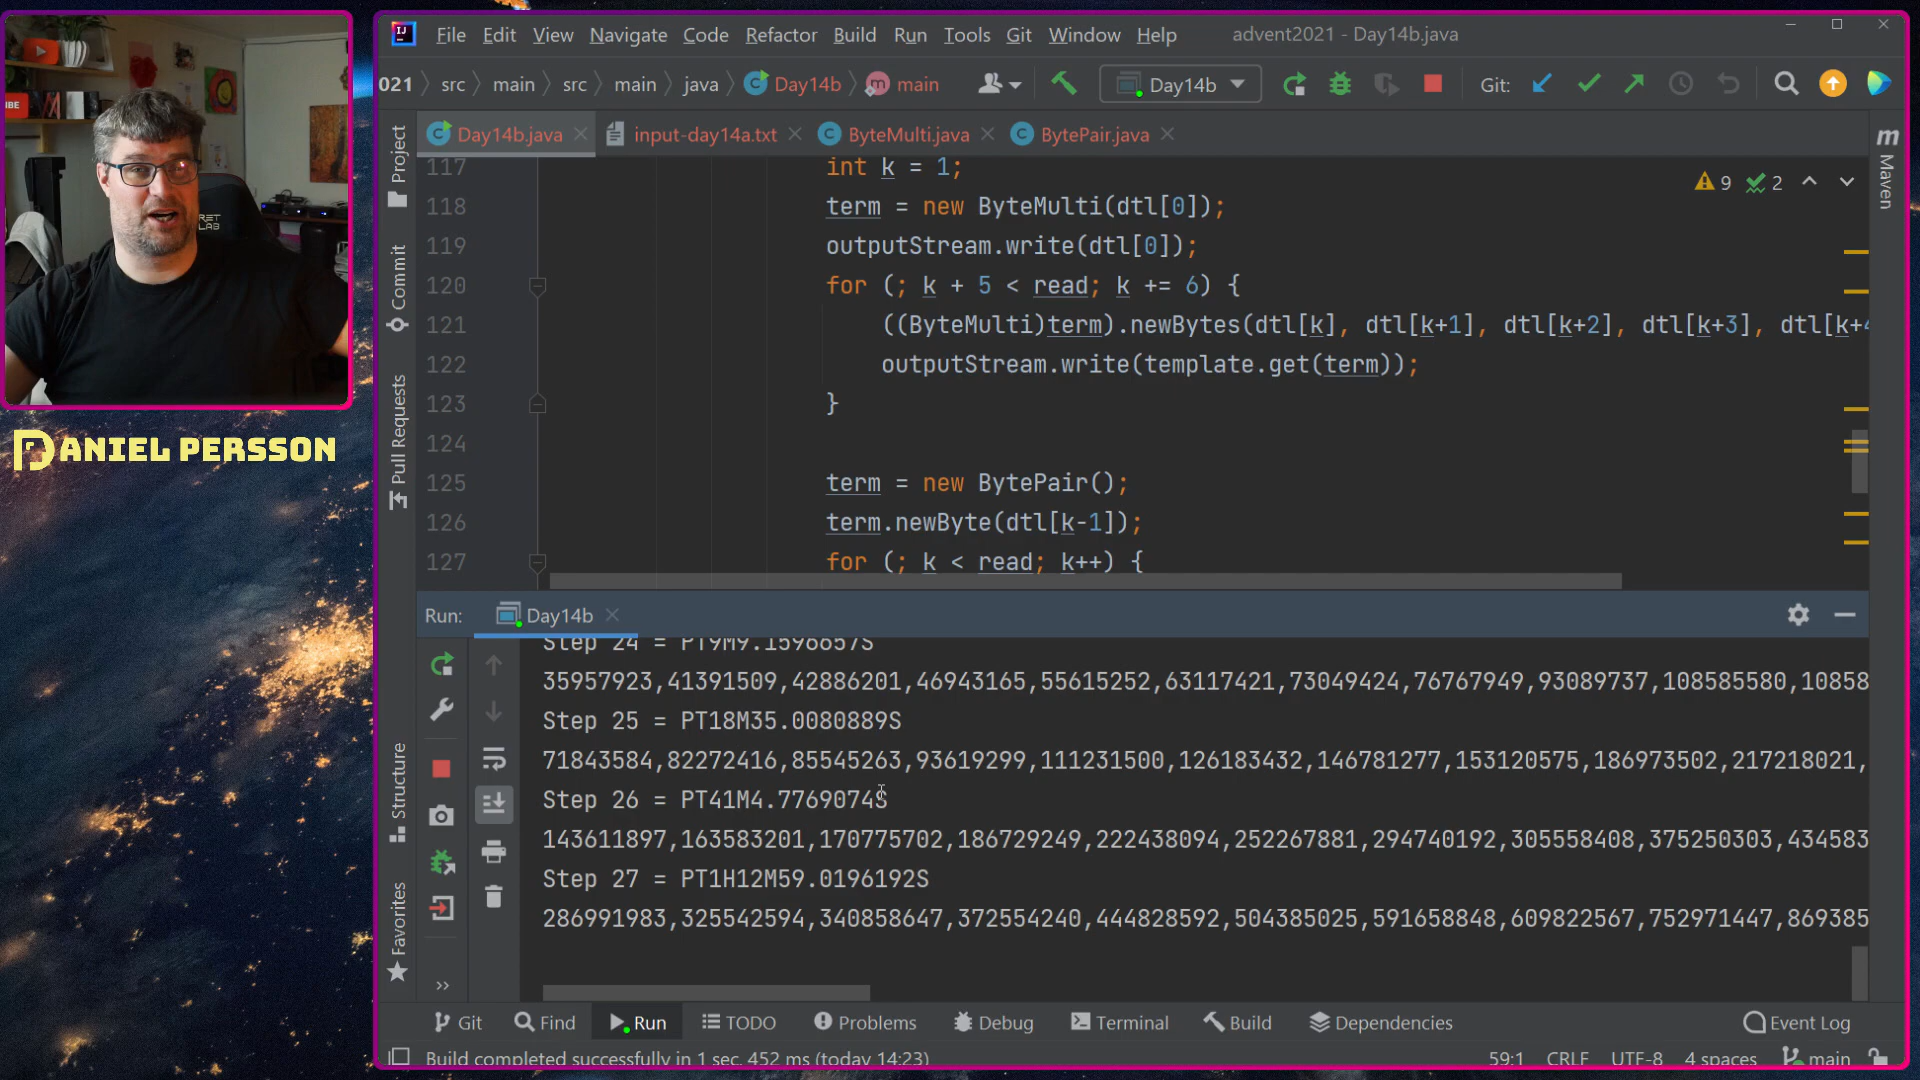 File Edit View Navigate Code Refactor Build Run Tools Git Window Help advent2021 - Day14b.java
021 src main src main java Day14b main Day14b Git:
Day14b.java input-day14a.txt ByteMulti.java BytePair.java
IBE
RET
LAB
DANIEL PERSSON
Project
Commit
Pull Requests
Structure
Favorites
Maven
9 2
117 int k = 1;
118 term = new ByteMulti(dtl[0]);
119 outputStream.write(dtl[0]);
120 for (; k + 5 < read; k += 6) {
121 ((ByteMulti)term).newBytes(dtl[k], dtl[k+1], dtl[k+2], dtl[k+3], dtl[k+4
122 outputStream.write(template.get(term));
123 }
124
125 term = new BytePair();
126 term.newByte(dtl[k-1]);
127 for (; k < read; k++) {
Run: Day14b
Step 24 = PT9M9.1596657S
35957923,41391509,42886201,46943165,55615252,63117421,73049424,76767949,93089737,108585580,10858
Step 25 = PT18M35.0080889S
71843584,82272416,85545263,93619299,111231500,126183432,146781277,153120575,186973502,217218021,
Step 26 = PT41M4.7769074S
143611897,163583201,170775702,186729249,222438094,252267881,294740192,305558408,375250303,434583
Step 27 = PT1H12M59.0196192S
286991983,325542594,340858647,372554240,444828592,504385025,591658848,609822567,752971447,869385
Git Find Run TODO Problems Debug Terminal Build Dependencies Event Log
Build completed successfully in 1 sec, 452 ms (today 14:23) 59:1 CRLF UTF-8 4 spaces main